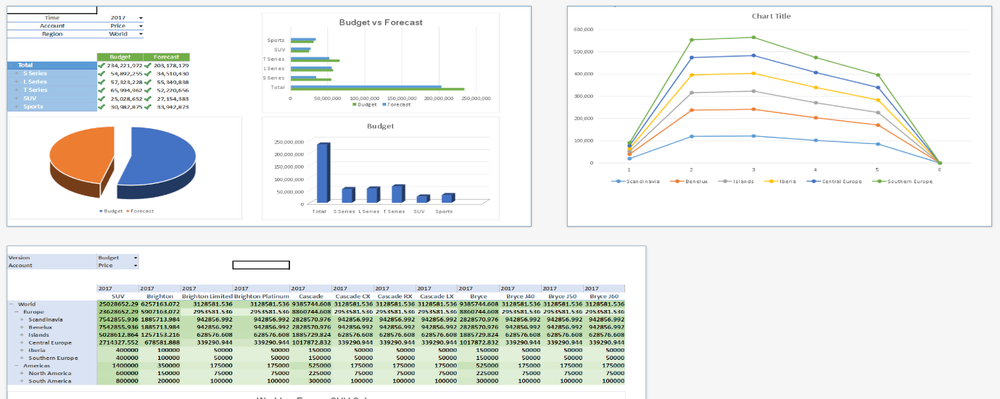 Time 2017
Account Price
Region World
Budget Forecast
Total 234,221,972 203,178,179
+ S Series 54,892,255 34,510,430
+ L Series 57,323,228 55,349,838
+ T Series 65,994,962 52,220,656
+ SUV 25,028,652 27,154,383
+ Sports 30,982,875 33,942,873
Budget Forecast
Budget vs Forecast
Sports
SUV
T Series
L Series
S Series
Total
0 50,000,000 100,000,000 150,000,000 200,000,000 250,000,000
Budget Forecast
Budget
250,000,000
200,000,000
150,000,000
100,000,000
50,000,000
0
Total S Series L Series T Series SUV Sports
Chart Title
600,000
500,000
400,000
300,000
200,000
100,000
0
1 2 3 4 5 6
Scandinavia Benelux Islands Iberia Central Europe Southern Europe
Version Budget
Account Price
2017 2017 2017 2017 2017 2017 2017 2017 2017 2017 2017 2017
SUV Brighton Brighton Limited Brighton Platinum Cascade Cascade CX Cascade RX Cascade LX Bryce Bryce J40 Bryce J50 Bryce J60
− World 25028652.29 6257163.072 3128581.536 3128581.536 9385744.608 3128581.536 3128581.536 3128581.536 9385744.608 3128581.536 3128581.536 3128581.536
− Europe 23628652.29 5907163.072 2953581.536 2953581.536 8860744.608 2953581.536 2953581.536 2953581.536 8860744.608 2953581.536 2953581.536 2953581.536
+ Scandinavia 7542855.936 1885713.984 942856.992 942856.992 2828570.976 942856.992 942856.992 942856.992 2828570.976 942856.992 942856.992 942856.992
+ Benelux 7542855.936 1885713.984 942856.992 942856.992 2828570.976 942856.992 942856.992 942856.992 2828570.976 942856.992 942856.992 942856.992
+ Islands 5028612.864 1257153.216 628576.608 628576.608 1885729.824 628576.608 628576.608 628576.608 1885729.824 628576.608 628576.608 628576.608
+ Central Europe 2714327.552 678581.888 339290.944 339290.944 1017872.832 339290.944 339290.944 339290.944 1017872.832 339290.944 339290.944 339290.944
+ Iberia 400000 100000 50000 50000 150000 50000 50000 50000 150000 50000 50000 50000
+ Southern Europe 400000 100000 50000 50000 150000 50000 50000 50000 150000 50000 50000 50000
− Americas 1400000 350000 175000 175000 525000 175000 175000 175000 525000 175000 175000 175000
+ North America 600000 150000 75000 75000 225000 75000 75000 75000 225000 75000 75000 75000
+ South America 800000 200000 100000 100000 300000 100000 100000 100000 300000 100000 100000 100000